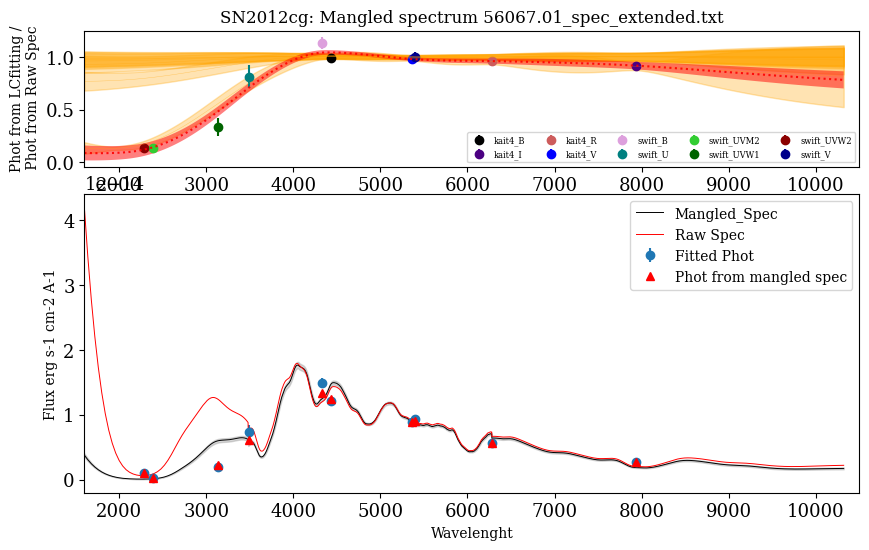 SN2012cg: Mangled spectrum 56067.01_spec_extended.txt
Phot from LCfitting /
Phot from Raw Spec
1.0
0.5
0.0
kait4_B kait4_R swift_B swift_UVM2 swift_UVW2
kait4_I kait4_V swift_U swift_UVW1 swift_V
2000 3000 4000 5000 6000 7000 8000 9000 10000
1e−14
Flux erg s-1 cm-2 A-1
4
3
2
1
0
Mangled_Spec
Raw Spec
Fitted Phot
Phot from mangled spec
2000 3000 4000 5000 6000 7000 8000 9000 10000
Wavelenght